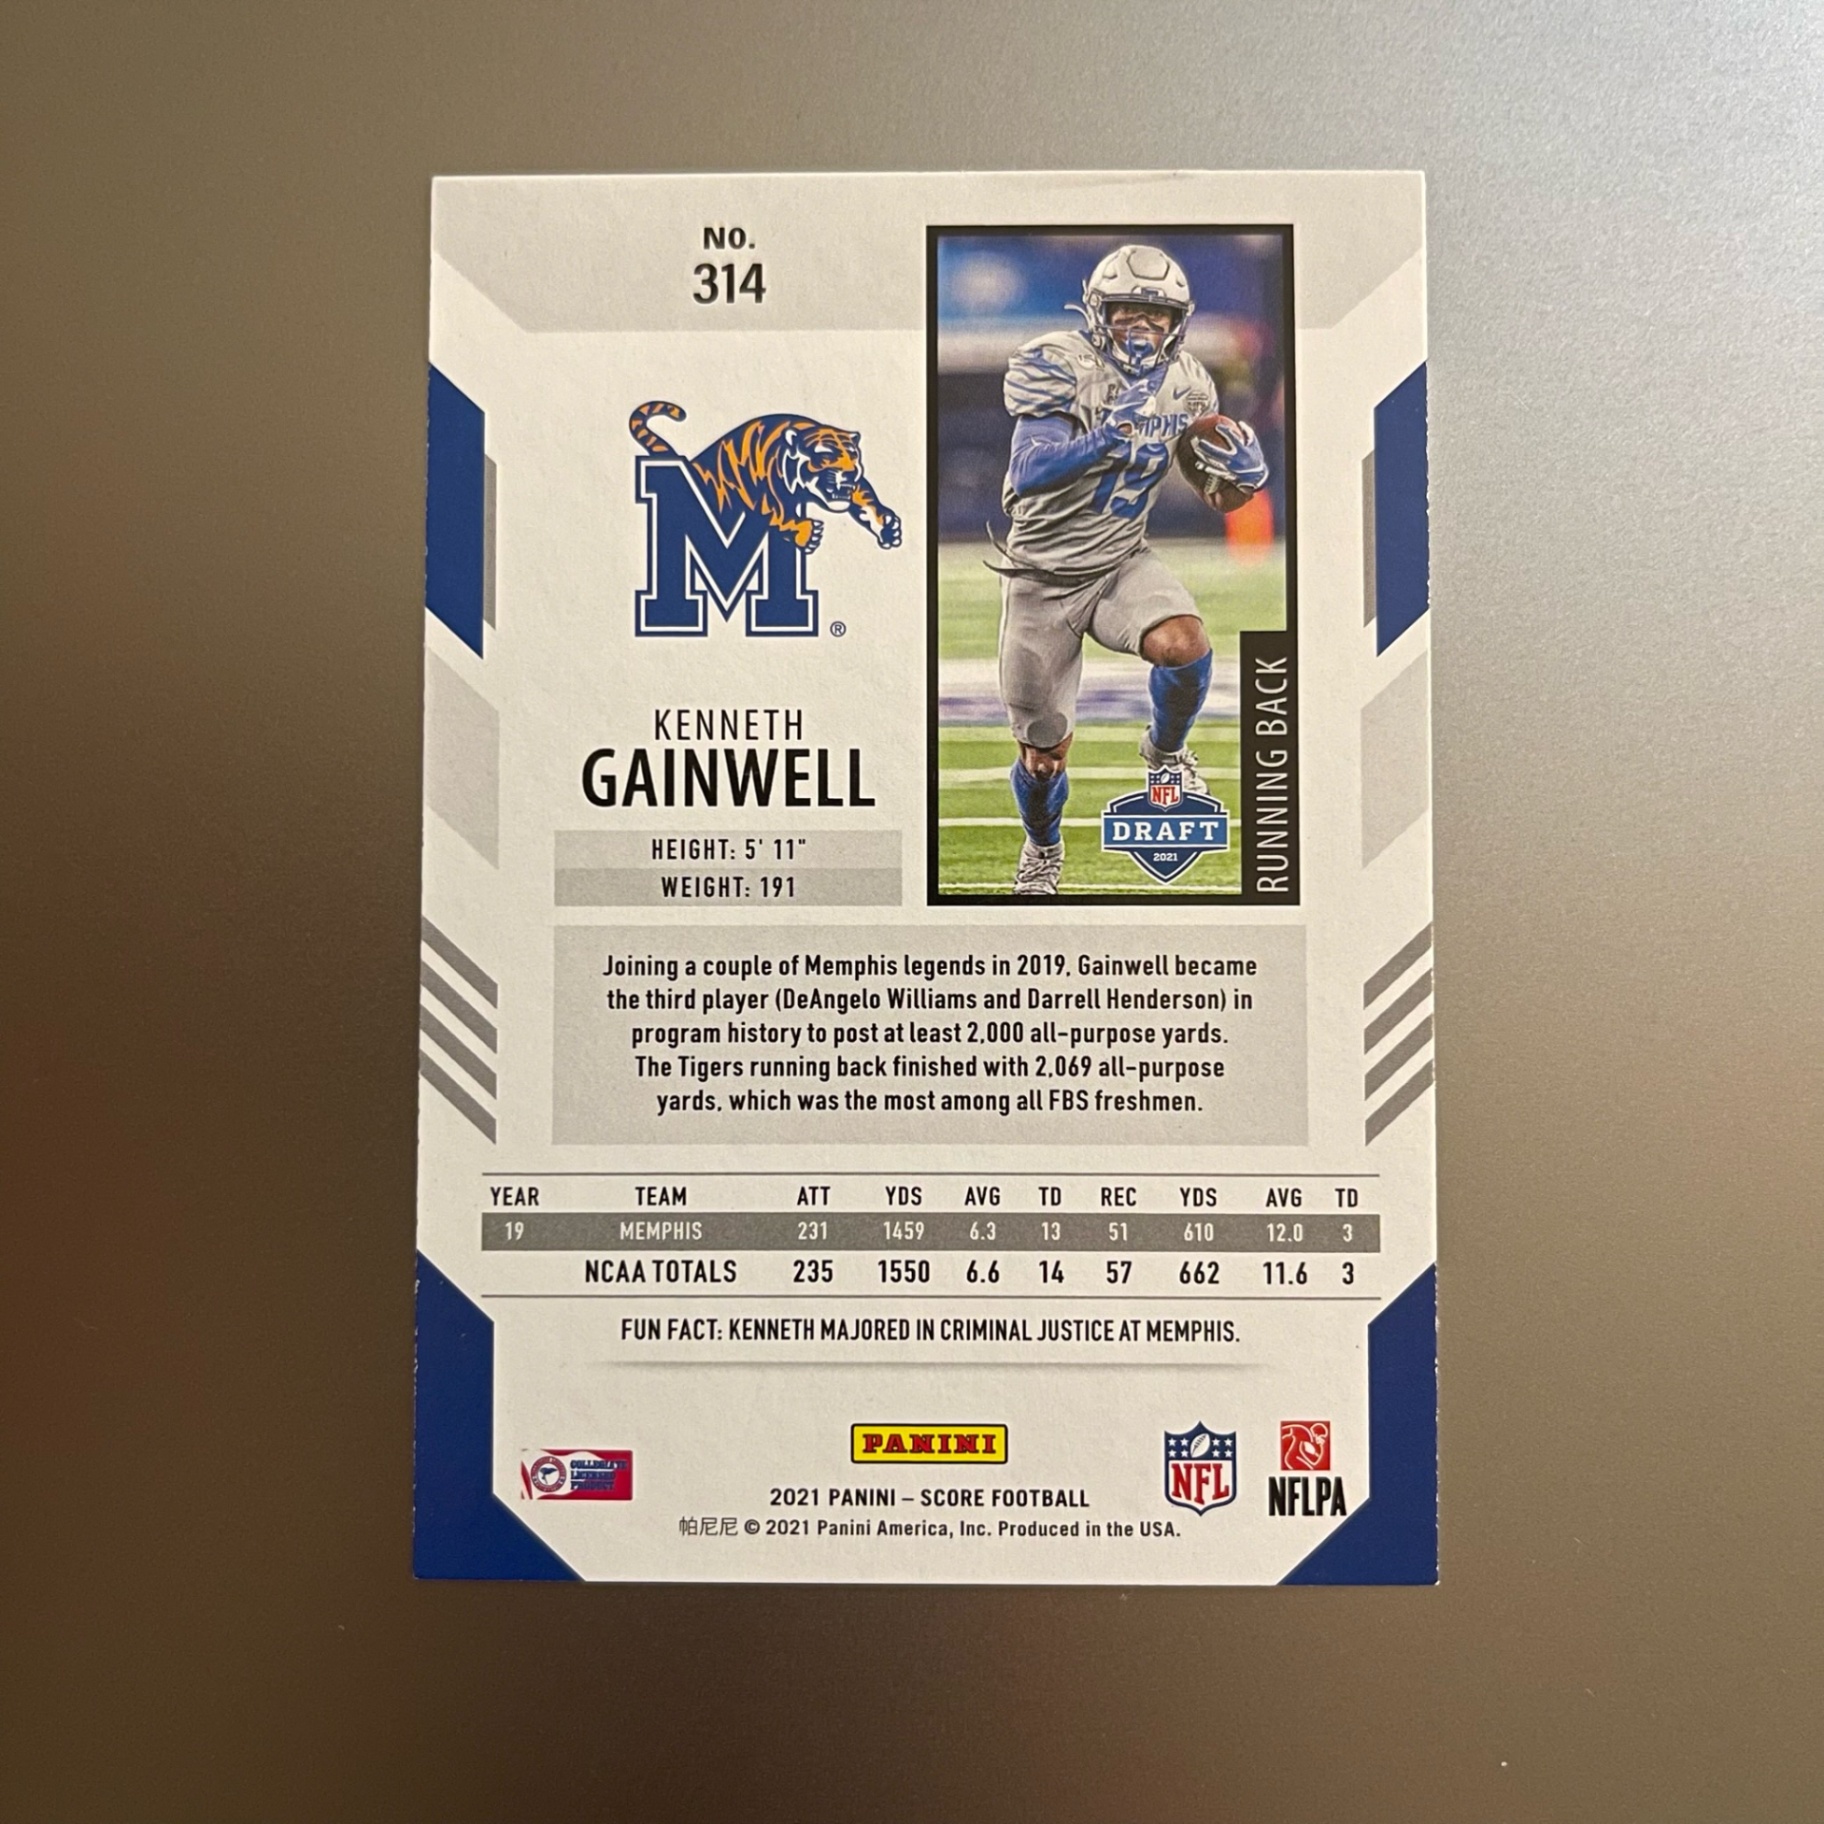 No.
314
M
®
MPHIS
19
KENNETH
GAINWELL
HEIGHT: 5' 11"
WEIGHT: 191
NFL
DRAFT
2021
RUNNING BACK
Joining a couple of Memphis legends in 2019, Gainwell became
the third player (DeAngelo Williams and Darrell Henderson) in
program history to post at least 2,000 all-purpose yards.
The Tigers running back finished with 2,069 all-purpose
yards, which was the most among all FBS freshmen.
YEAR TEAM ATT YDS AVG TD REC YDS AVG TD
19 MEMPHIS 231 1459 6.3 13 51 610 12.0 3
NCAA TOTALS 235 1550 6.6 14 57 662 11.6 3
FUN FACT: KENNETH MAJORED IN CRIMINAL JUSTICE AT MEMPHIS.
COLLEGIATE
LICENSED
PRODUCT
PANINI
NFL
NFLPA
2021 PANINI – SCORE FOOTBALL
帕尼尼 © 2021 Panini America, Inc. Produced in the USA.